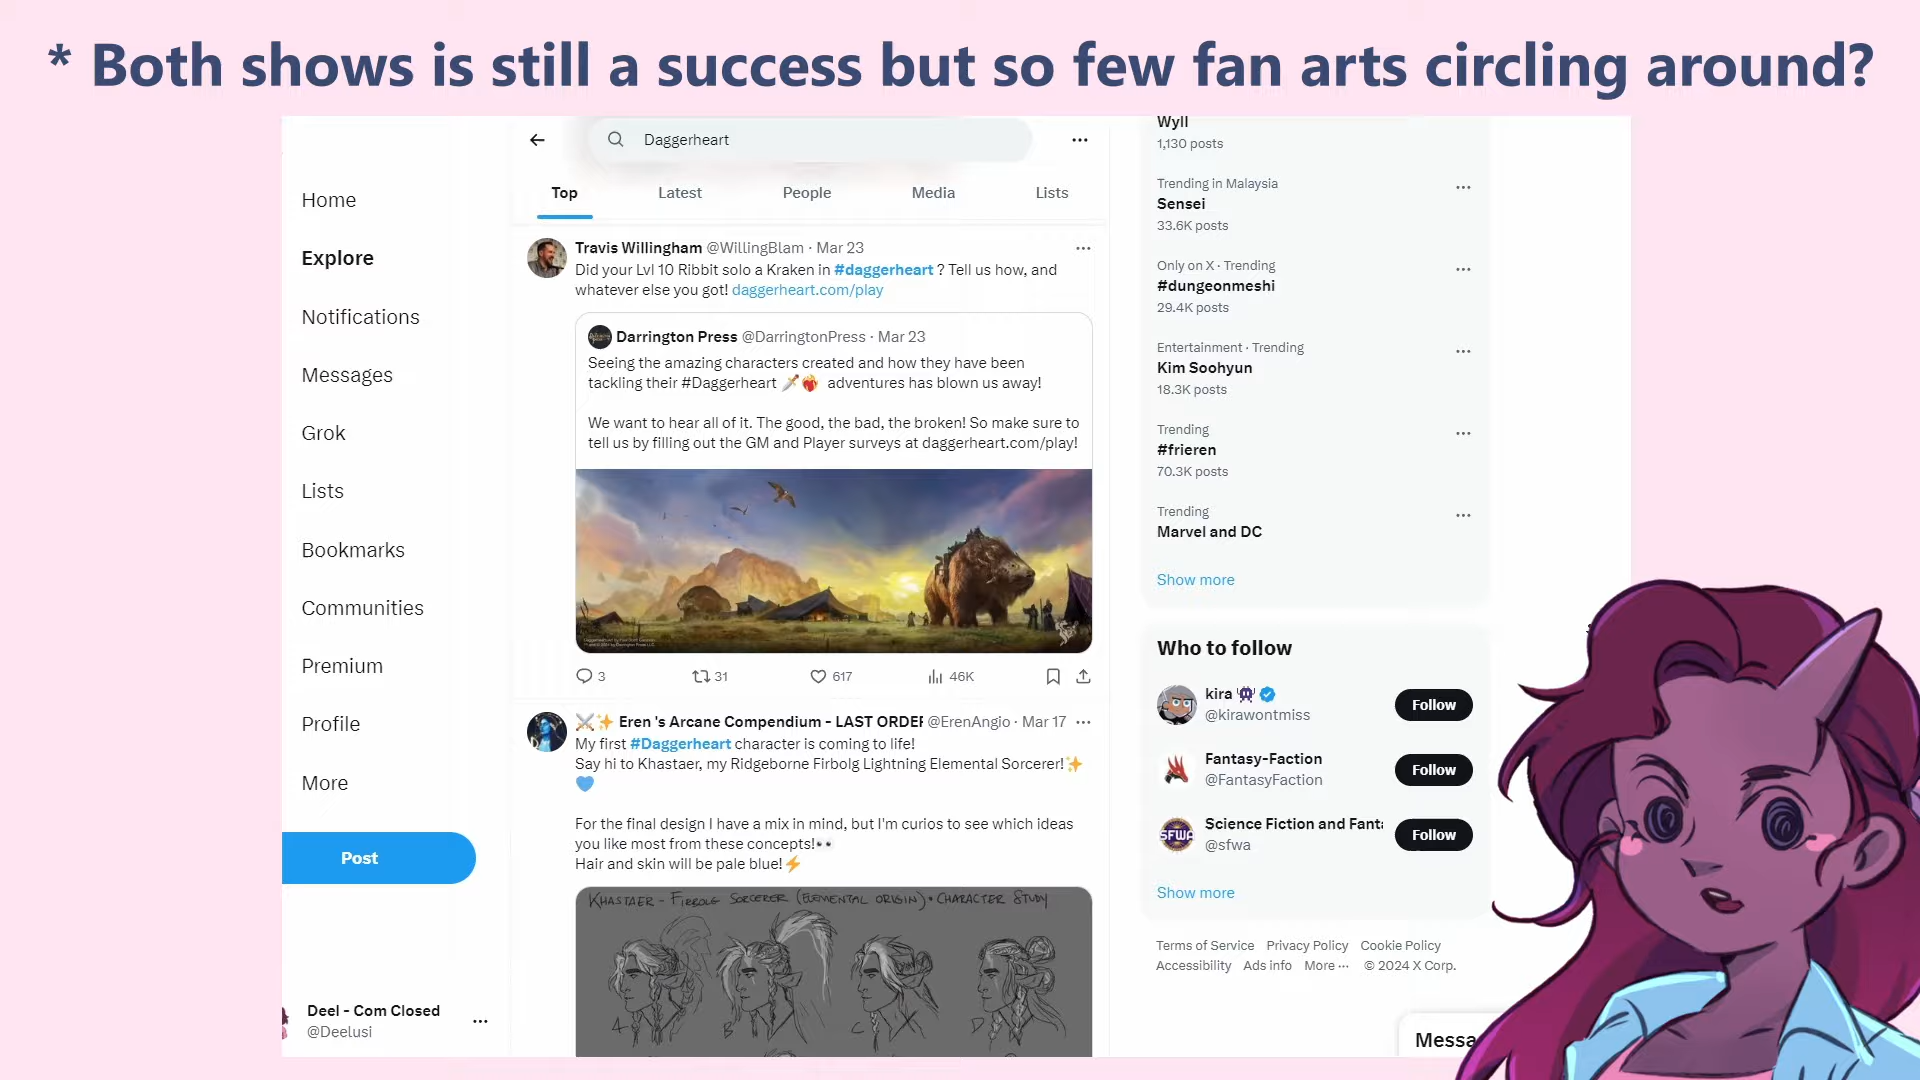 * Both shows is still a success but so few fan arts circling around?
Home
Explore
Notifications
Messages
Grok
Lists
Bookmarks
Communities
Premium
Profile
More
Post
Deel - Com Closed
@Deelusi
Daggerheart
Top Latest People Media Lists
Travis Willingham @WillingBlam · Mar 23
Did your Lvl 10 Ribbit solo a Kraken in #daggerheart ? Tell us how, and
whatever else you got! daggerheart.com/play
Darrington Press @DarringtonPress · Mar 23
Seeing the amazing characters created and how they have been
tackling their #Daggerheart 🗡️❤️‍🔥 adventures has blown us away!
We want to hear all of it. The good, the bad, the broken! So make sure to
tell us by filling out the GM and Player surveys at daggerheart.com/play!
3 31 617 46K
⚔️✨ Eren 's Arcane Compendium - LAST ORDER @ErenAngio · Mar 17
My first #Daggerheart character is coming to life!
Say hi to Khastaer, my Ridgeborne Firbolg Lightning Elemental Sorcerer!✨
💙
For the final design I have a mix in mind, but I'm curios to see which ideas
you like most from these concepts!👀
Hair and skin will be pale blue!⚡
KHASTAER - FIRBOLG SORCERER (ELEMENTAL ORIGIN) • CHARACTER STUDY
A B C D
Wyll
1,130 posts
Trending in Malaysia
Sensei
33.6K posts
Only on X · Trending
#dungeonmeshi
29.4K posts
Entertainment · Trending
Kim Soohyun
18.3K posts
Trending
#frieren
70.3K posts
Trending
Marvel and DC
Show more
Who to follow
kira 👾
@kirawontmiss
Follow
Fantasy-Faction
@FantasyFaction
Follow
SFWA
Science Fiction and Fanta
@sfwa
Follow
Show more
Terms of Service Privacy Policy Cookie Policy
Accessibility Ads info More ··· © 2024 X Corp.
Messa